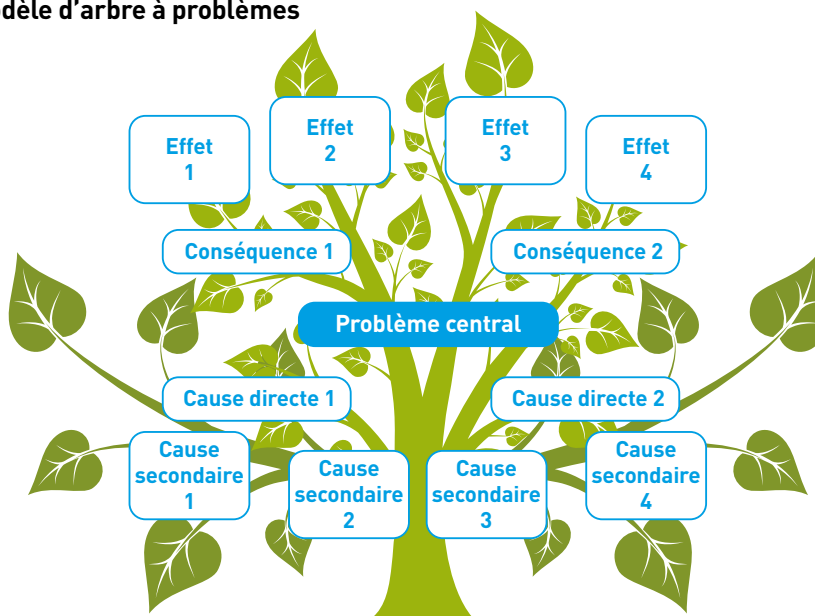 dèle d'arbre à problèmes
Effet
1
Effet
2
Effet
3
Effet
4
Conséquence 1
Conséquence 2
Problème central
Cause directe 1
Cause directe 2
Cause
secondaire
1
Cause
secondaire
2
Cause
secondaire
3
Cause
secondaire
4